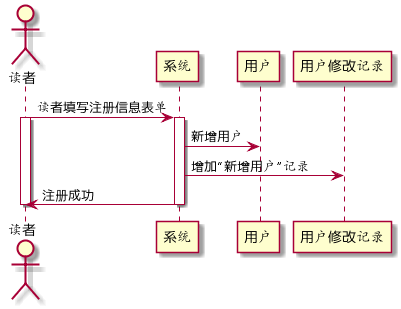 读者
系统
用户
用户修改记录
读者填写注册信息表单
新增用户
增加“新增用户”记录
注册成功
读者
系统
用户
用户修改记录